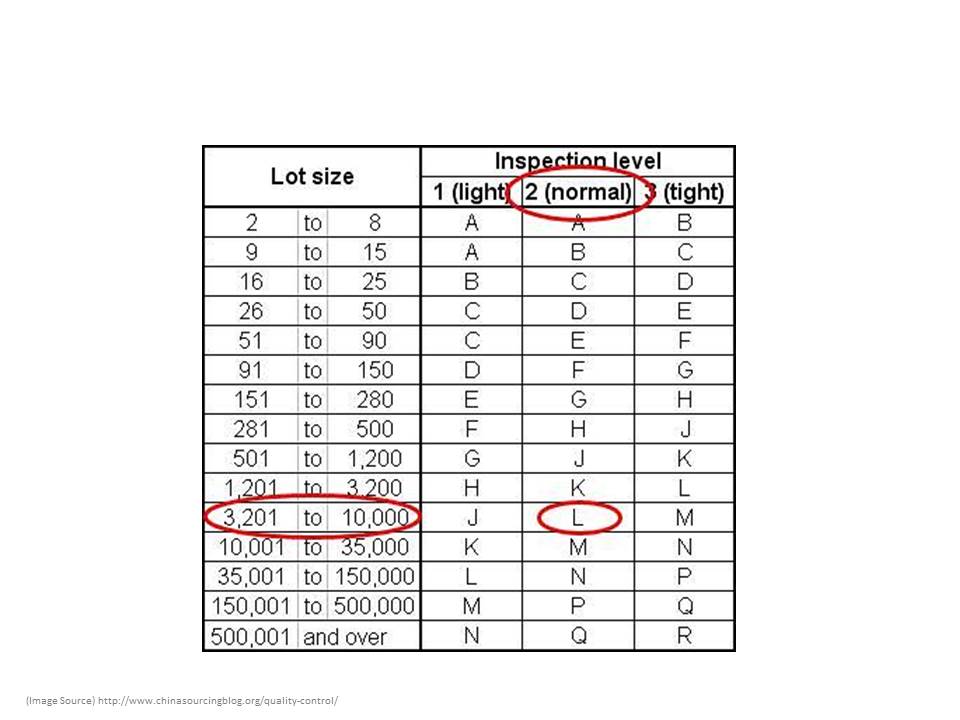 Lot size Inspection level
1 (light) 2 (normal) 3 (tight)
2 to 8 A A B
9 to 15 A B C
16 to 25 B C D
26 to 50 C D E
51 to 90 C E F
91 to 150 D F G
151 to 280 E G H
281 to 500 F H J
501 to 1,200 G J K
1,201 to 3,200 H K L
3,201 to 10,000 J L M
10,001 to 35,000 K M N
35,001 to 150,000 L N P
150,001 to 500,000 M P Q
500,001 and over N Q R
(Image Source) http://www.chinasourcingblog.org/quality-control/